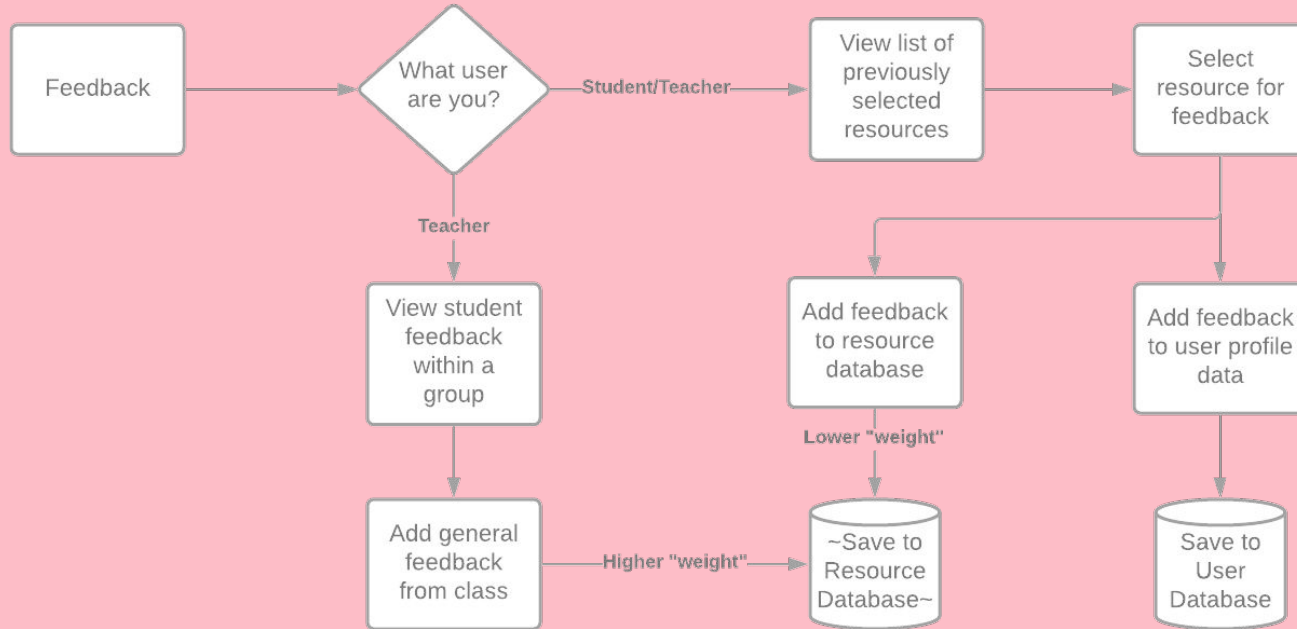 Feedback
What user
are you?
Student/Teacher
View list of
previously
selected
resources
Select
resource for
feedback
Teacher
View student
feedback
within a
group
Add feedback
to resource
database
Add feedback
to user profile
data
Lower "weight"
Add general
feedback
from class
Higher "weight"
~Save to
Resource
Database~
Save to
User
Database